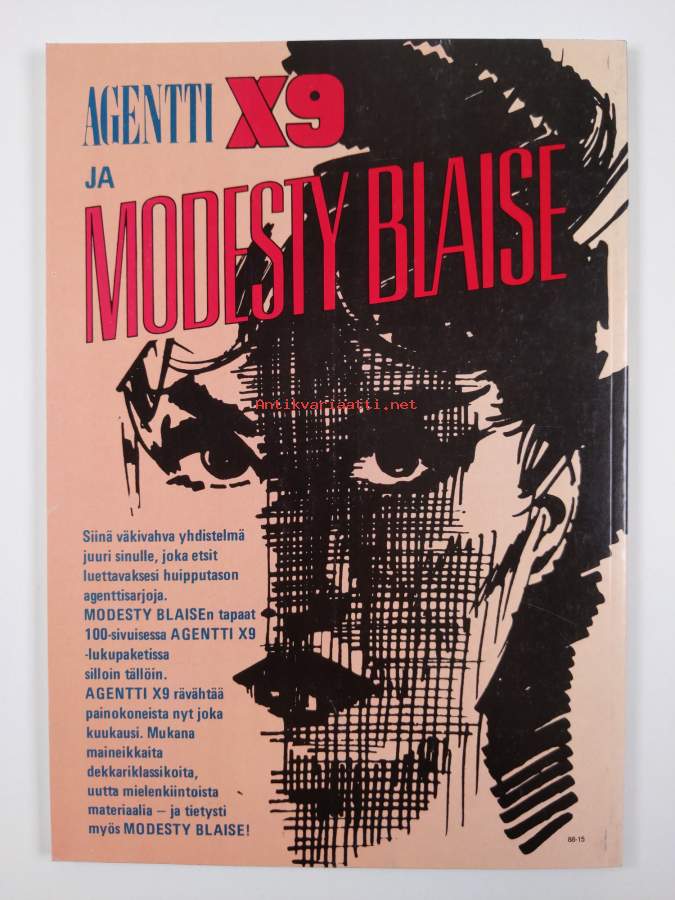 AGENTTI X9
JA
MODESTY BLAISE
Antikvariaatti.net
Siinä väkivahva yhdistelmä
juuri sinulle, joka etsit
luettavaksesi huipputason
agenttisarjoja.
MODESTY BLAISEn tapaat
100-sivuisessa AGENTTI X9
-lukupaketissa
silloin tällöin.
AGENTTI X9 rävähtää
painokoneista nyt joka
kuukausi. Mukana
maineikkaita
dekkariklassikoita,
uutta mielenkiintoista
materiaalia – ja tietysti
myös MODESTY BLAISE!
88-15